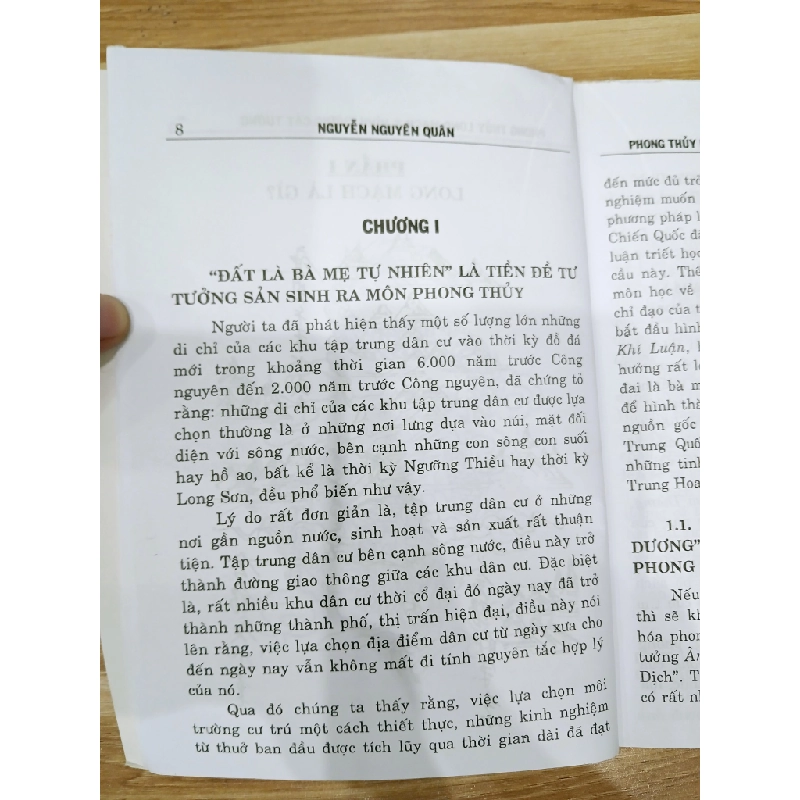 8
NGUYỄN NGUYÊN QUÂN
CHƯƠNG I
"ĐẤT LÀ BÀ MẸ TỰ NHIÊN" LÀ TIỀN ĐỀ TƯ
TƯỞNG SẢN SINH RA MÔN PHONG THỦY
Người ta đã phát hiện thấy một số lượng lớn những
di chỉ của các khu tập trung dân cư vào thời kỳ đồ đá
mới trong khoảng thời gian 6.000 năm trước Công
nguyên đến 2.000 năm trước Công nguyên, đã chứng tỏ
rằng: những di chỉ của các khu tập trung dân cư được lựa
chọn thường là ở những nơi lưng dựa vào núi, mặt đối
diện với sông nước, bên cạnh những con sông con suối
hay hồ ao, bất kể là thời kỳ Ngưỡng Thiều hay thời kỳ
Long Sơn, đều phổ biến như vậy.
Lý do rất đơn giản là, tập trung dân cư ở những
nơi gần nguồn nước, sinh hoạt và sản xuất rất thuận
tiện. Tập trung dân cư bên cạnh sông nước, điều này trở
thành đường giao thông giữa các khu dân cư. Đặc biệt
là, rất nhiều khu dân cư thời cổ đại đó ngày nay đã trở
thành những thành phố, thị trấn hiện đại, điều này nói
lên rằng, việc lựa chọn địa điểm dân cư từ ngày xưa cho
đến ngày nay vẫn không mất đi tính nguyên tắc hợp lý
của nó.
Qua đó chúng ta thấy rằng, việc lựa chọn môi
trường cư trú một cách thiết thực, những kinh nghiệm
từ thuở ban đầu được tích lũy qua thời gian dài đã đạt
PHONG THỦY
đến mức đủ trở
nghiệm muốn
phương pháp l
Chiến Quốc đã
luận triết học
cầu này. Thế
môn học về
chỉ đạo của t
bắt đầu hình
Khí Luận,
hướng rất l
đai là bà m
để hình thà
nguồn gốc
Trung Quố
những tinh
Trung Hoa
1.1.
DƯƠNG"
PHONG
Nếu
thì sẽ kh
hóa phon
tưởng Âm
Dịch". T
có rất nh